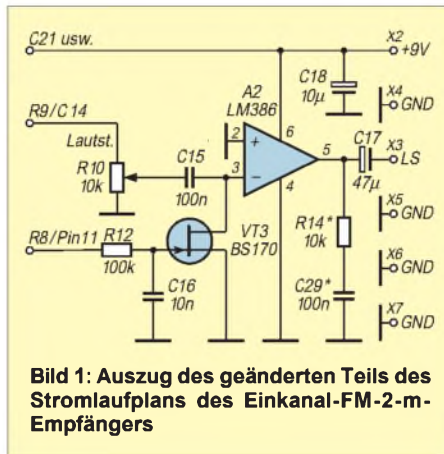 C21 usw.
X2
+9V
C18
10µ
X4
GND
R9/C14
A2
LM386
Lautst.
2
+
6
C15
5
C17
X3
LS
R10
10k
3
−
4
47µ
100n
X5
GND
R8/Pin11
R12
VT3
BS170
R14*
10k
100k
X6
GND
C16
10n
C29*
100n
X7
GND
Bild 1: Auszug des geänderten Teils des
Stromlaufplans des Einkanal-FM-2-m-
Empfängers